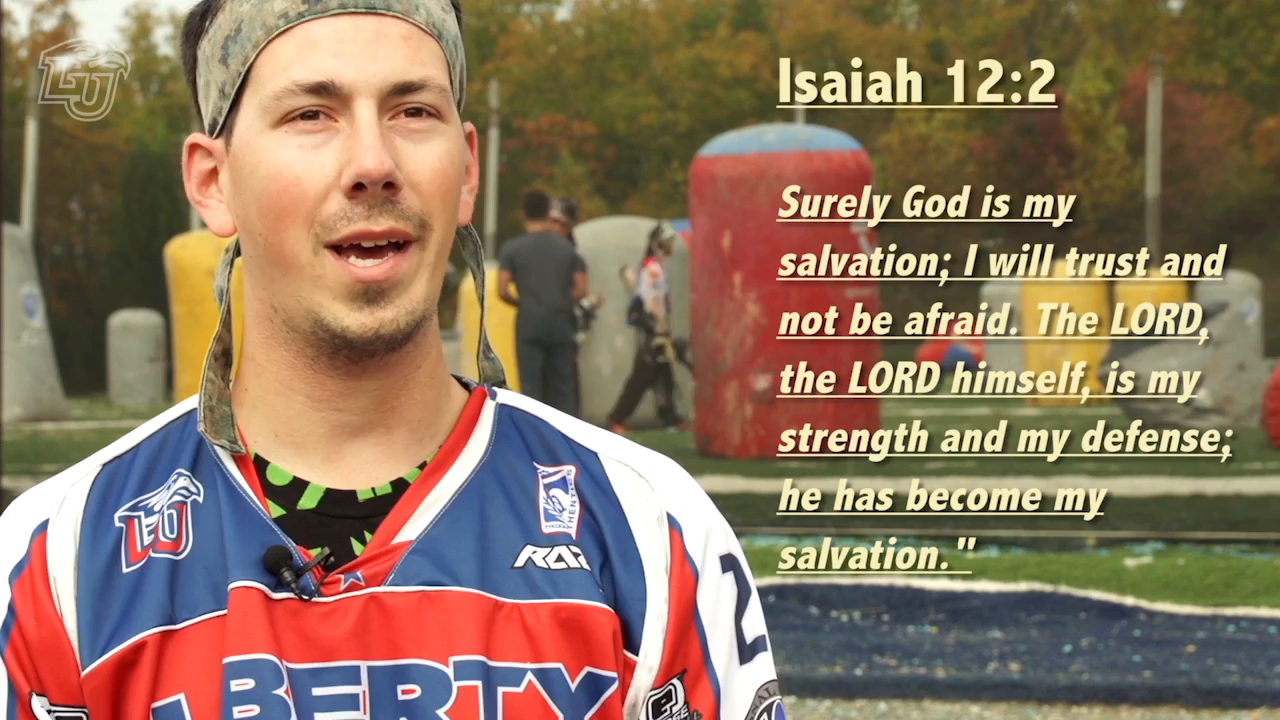 LU
Isaiah 12:2
Surely God is my
salvation; I will trust and
not be afraid. The LORD,
the LORD himself, is my
strength and my defense;
he has become my
salvation."
LU
2
LIBERTY